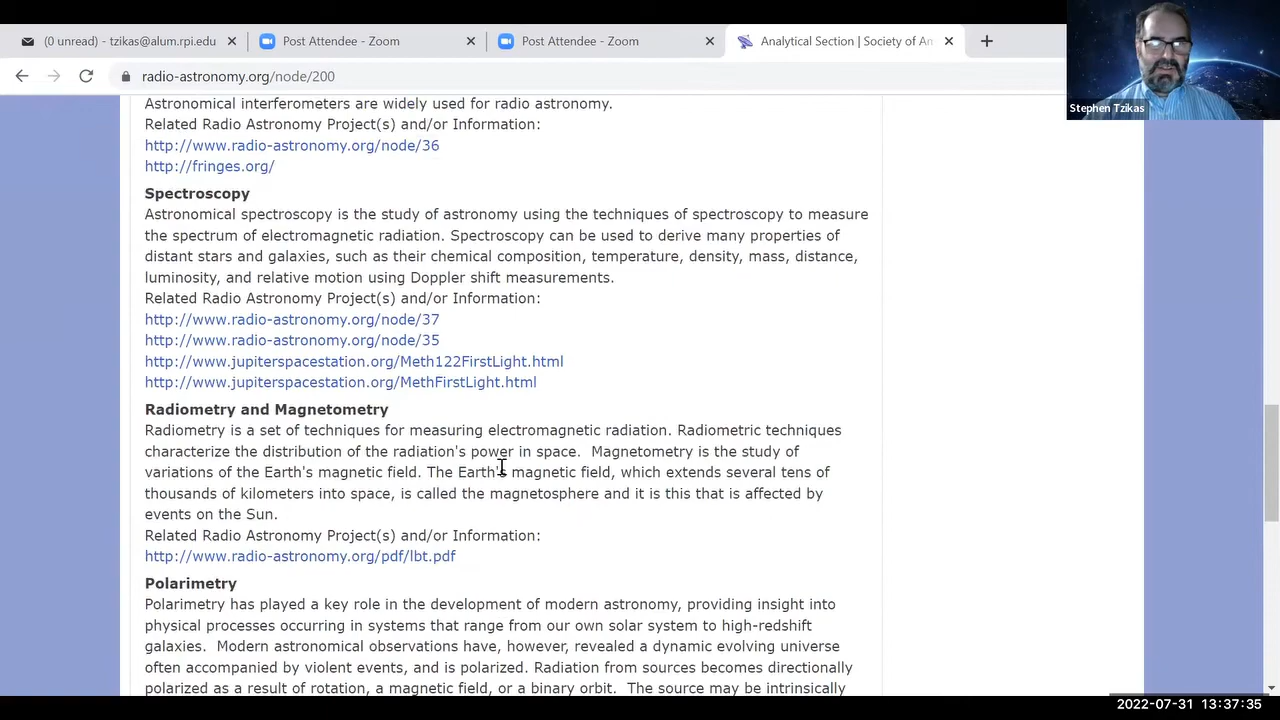 (0 unread) - tzikas@alum.rpi.edu
Post Attendee - Zoom
Post Attendee - Zoom
Analytical Section | Society of Am
radio-astronomy.org/node/200
Stephen Tzikas
Astronomical interferometers are widely used for radio astronomy.
Related Radio Astronomy Project(s) and/or Information:
http://www.radio-astronomy.org/node/36
http://fringes.org/
Spectroscopy
Astronomical spectroscopy is the study of astronomy using the techniques of spectroscopy to measure
the spectrum of electromagnetic radiation. Spectroscopy can be used to derive many properties of
distant stars and galaxies, such as their chemical composition, temperature, density, mass, distance,
luminosity, and relative motion using Doppler shift measurements.
Related Radio Astronomy Project(s) and/or Information:
http://www.radio-astronomy.org/node/37
http://www.radio-astronomy.org/node/35
http://www.jupiterspacestation.org/Meth122FirstLight.html
http://www.jupiterspacestation.org/MethFirstLight.html
Radiometry and Magnetometry
Radiometry is a set of techniques for measuring electromagnetic radiation. Radiometric techniques
characterize the distribution of the radiation's power in space.  Magnetometry is the study of
variations of the Earth's magnetic field. The Earth's magnetic field, which extends several tens of
thousands of kilometers into space, is called the magnetosphere and it is this that is affected by
events on the Sun.
Related Radio Astronomy Project(s) and/or Information:
http://www.radio-astronomy.org/pdf/lbt.pdf
Polarimetry
Polarimetry has played a key role in the development of modern astronomy, providing insight into
physical processes occurring in systems that range from our own solar system to high-redshift
galaxies.  Modern astronomical observations have, however, revealed a dynamic evolving universe
often accompanied by violent events, and is polarized. Radiation from sources becomes directionally
polarized as a result of rotation, a magnetic field, or a binary orbit.  The source may be intrinsically
2022-07-31 13:37:35